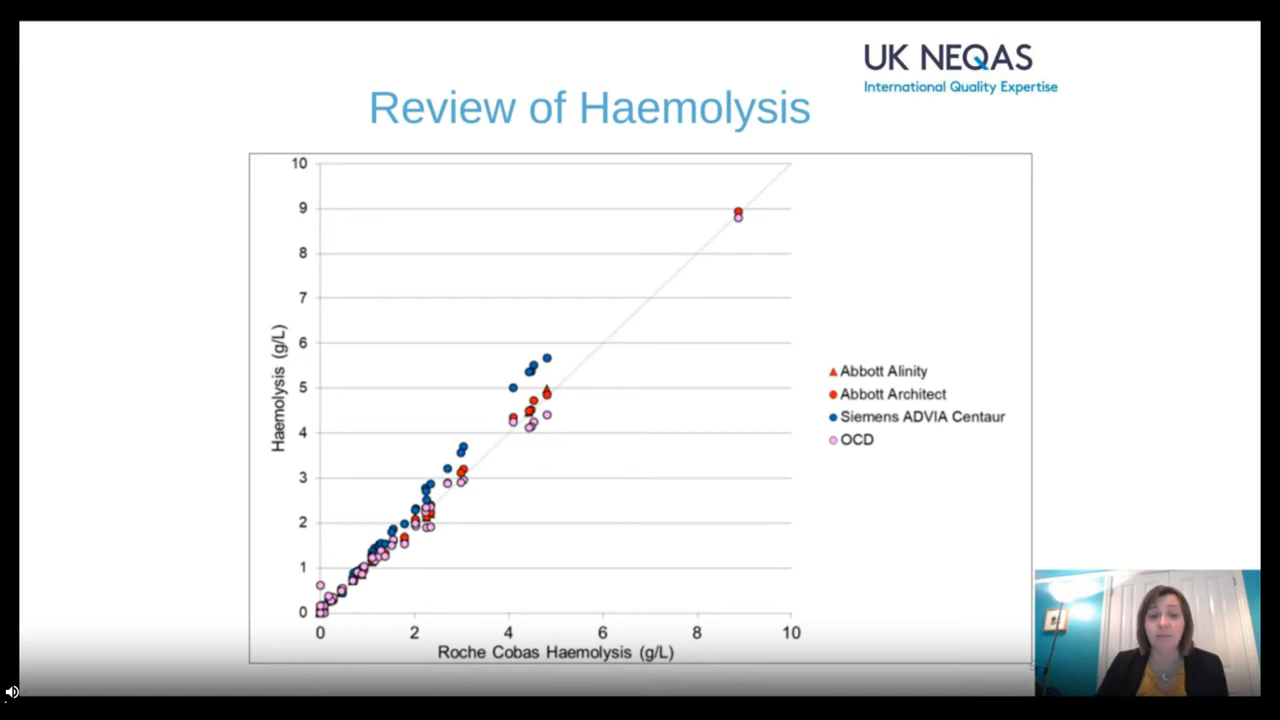 UK NEQAS
International Quality Expertise
Review of Haemolysis
10
9
8
7
6
5
4
3
2
1
0
Haemolysis (g/L)
0 2 4 6 8 10
Roche Cobas Haemolysis (g/L)
Abbott Alinity
Abbott Architect
Siemens ADVIA Centaur
OCD